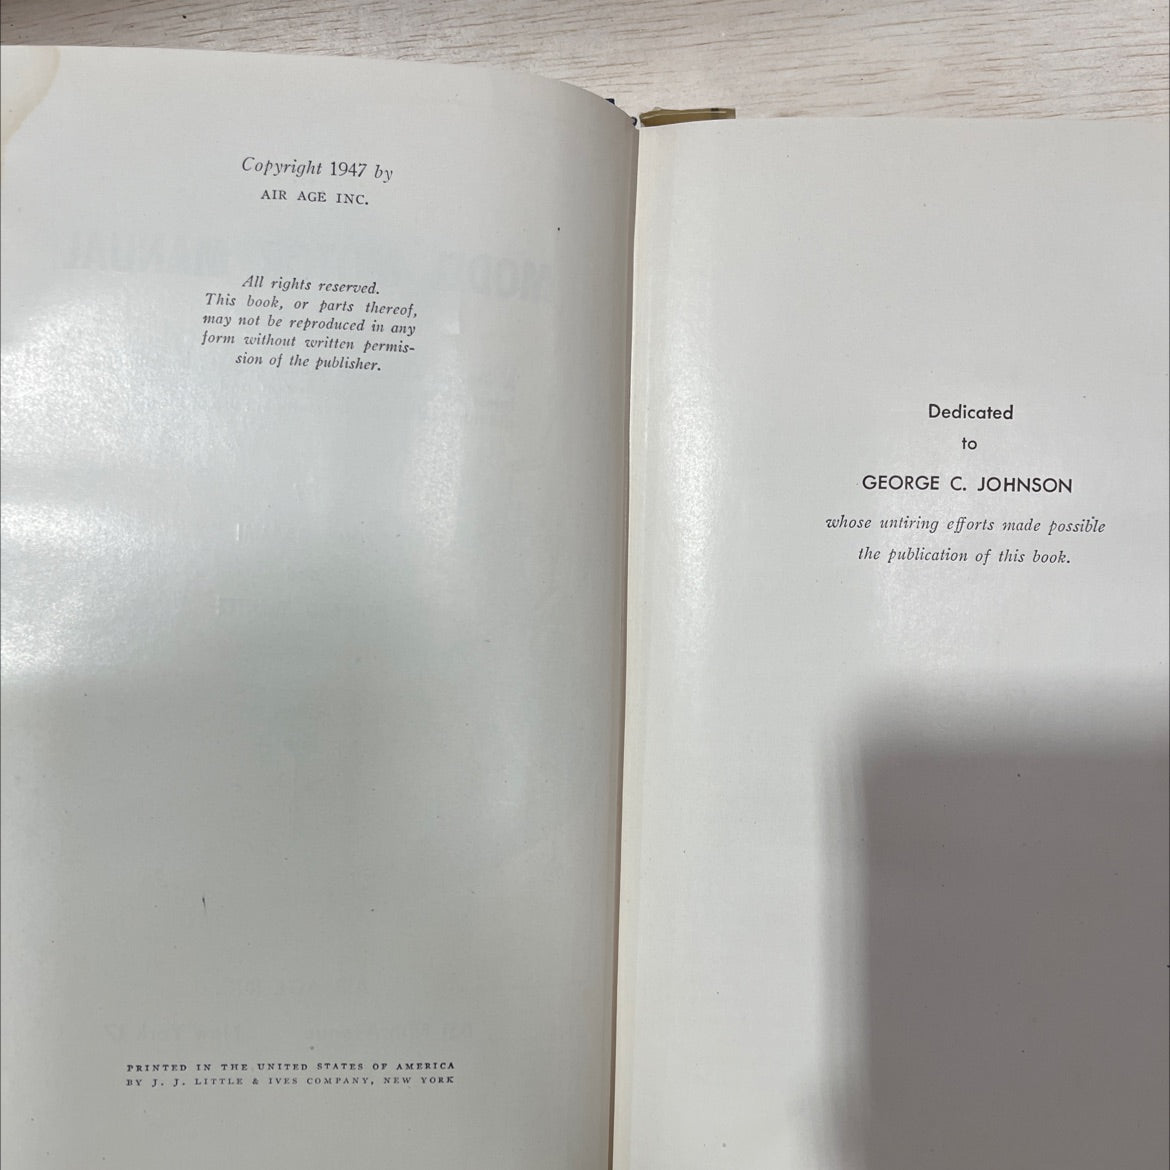 Copyright 1947 by
AIR AGE INC.
All rights reserved.
This book, or parts thereof,
may not be reproduced in any
form without written permis-
sion of the publisher.
PRINTED IN THE UNITED STATES OF AMERICA
BY J. J. LITTLE & IVES COMPANY, NEW YORK
Dedicated
to
GEORGE C. JOHNSON
whose untiring efforts made possible
the publication of this book.